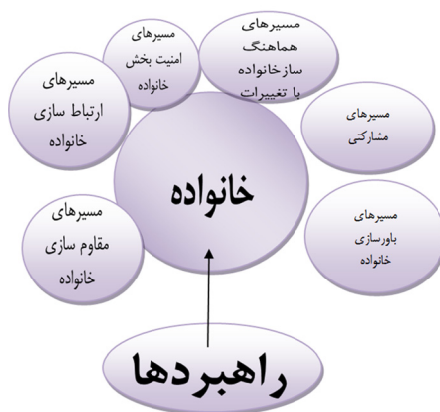 مسیرهای
هماهنگ
سازخانواده
با تغییرات
مسیرهای
امنیت بخش
خانواده
مسیرهای
ارتباط سازی
خانواده
مسیرهای
مشارکتی
خانواده
مسیرهای
باورسازی
خانواده
مسیرهای
مقاوم سازی
خانواده
راهبردها